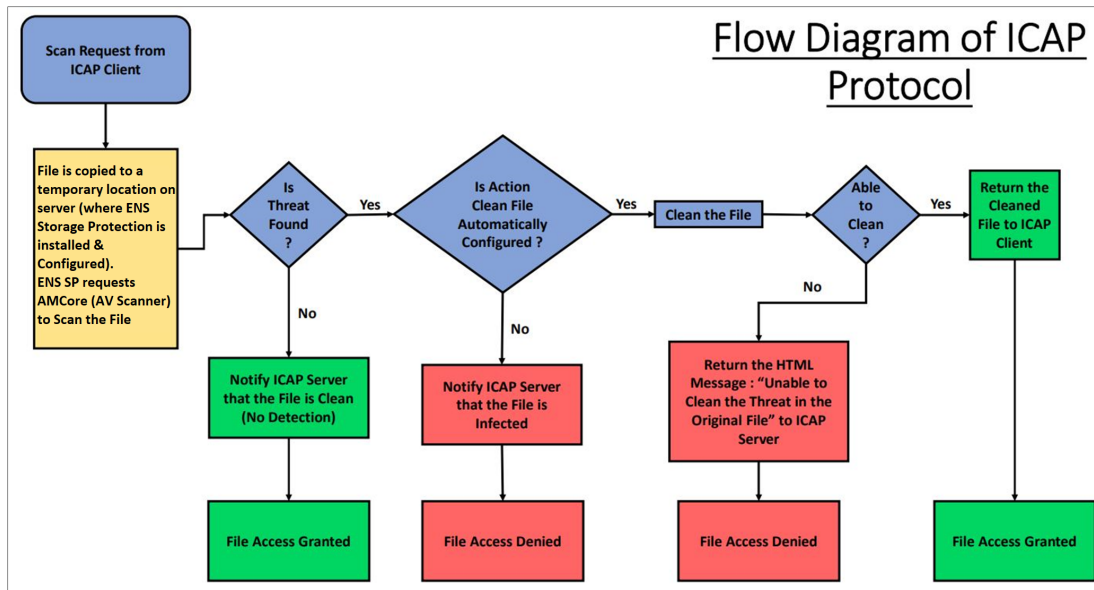 Flow Diagram of ICAP
Protocol
Scan Request from
ICAP Client
File is copied to a
temporary location on
server (where ENS
Storage Protection is
installed &
Configured).
ENS SP requests
AMCore (AV Scanner)
to Scan the File
Is
Threat
Found
?
Yes
Is Action
Clean File
Automatically
Configured ?
Yes
Clean the File
Able
to
Clean
?
Yes
Return the
Cleaned
File to ICAP
Client
No
No
No
Notify ICAP Server
that the File is Clean
(No Detection)
Notify ICAP Server
that the File is
Infected
Return the HTML
Message : “Unable to
Clean the Threat in the
Original File” to ICAP
Server
File Access Granted
File Access Denied
File Access Denied
File Access Granted